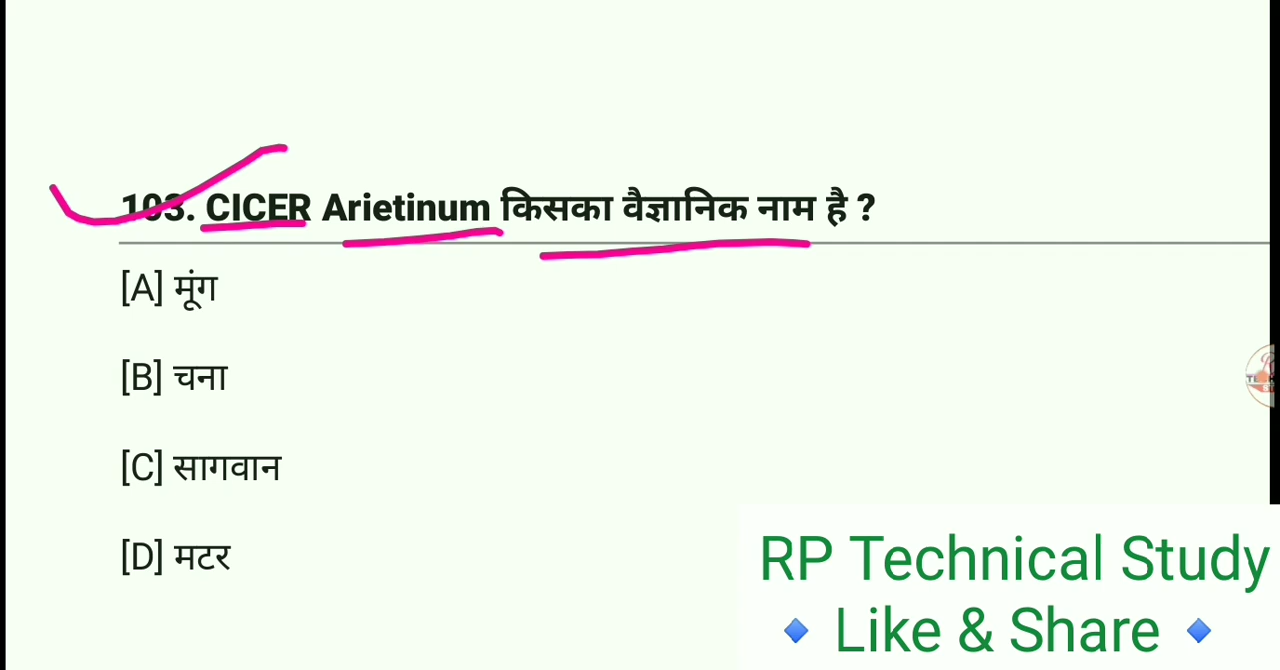 103. CICER Arietinum किसका वैज्ञानिक नाम है ?
[A] मूंग
[B] चना
[C] सागवान
[D] मटर
RP Technical Study
🔹 Like & Share 🔹